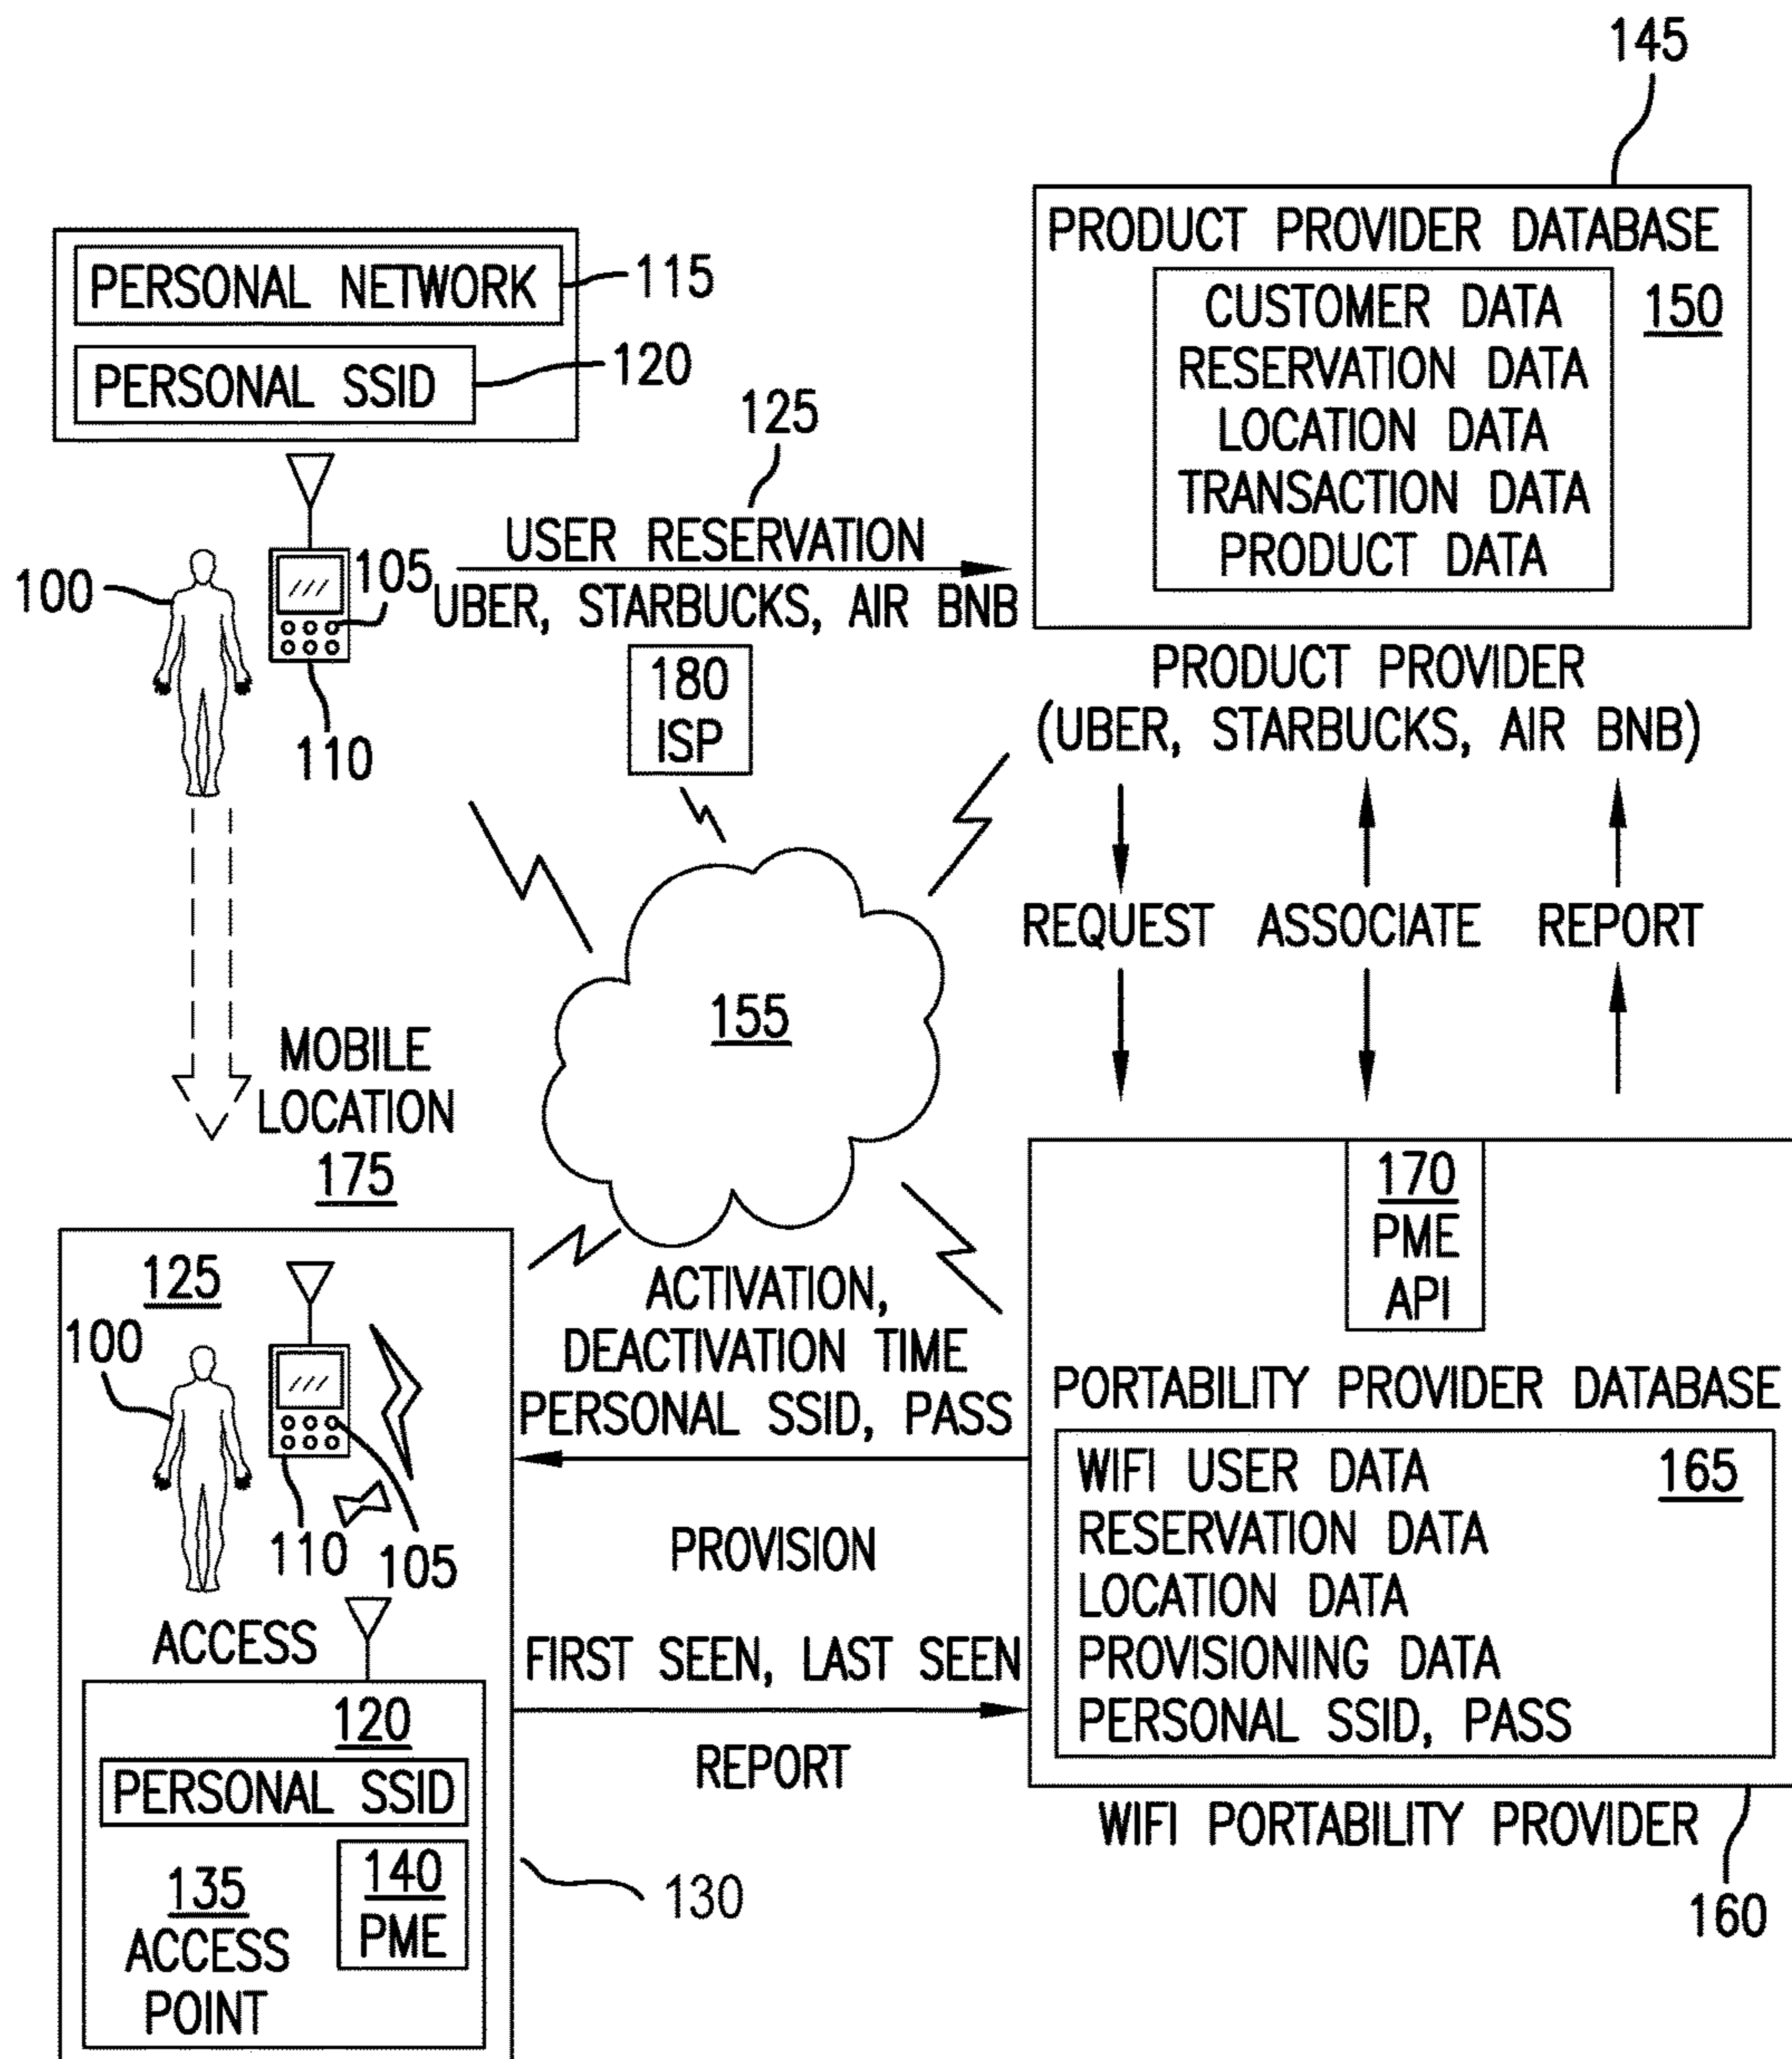 145
PERSONAL NETWORK
115
PERSONAL SSID
120
PRODUCT PROVIDER DATABASE
CUSTOMER DATA
150
RESERVATION DATA
LOCATION DATA
TRANSACTION DATA
PRODUCT DATA
125
USER RESERVATION
UBER, STARBUCKS, AIR BNB
100
105
110
180
ISP
PRODUCT PROVIDER
(UBER, STARBUCKS, AIR BNB)
REQUEST ASSOCIATE REPORT
155
MOBILE
LOCATION
175
170
PME
API
125
100
110
105
ACCESS
ACTIVATION,
DEACTIVATION TIME
PERSONAL SSID, PASS
PROVISION
FIRST SEEN, LAST SEEN
REPORT
PORTABILITY PROVIDER DATABASE
WIFI USER DATA
165
RESERVATION DATA
LOCATION DATA
PROVISIONING DATA
PERSONAL SSID, PASS
WIFI PORTABILITY PROVIDER
160
120
PERSONAL SSID
135
ACCESS
POINT
140
PME
130